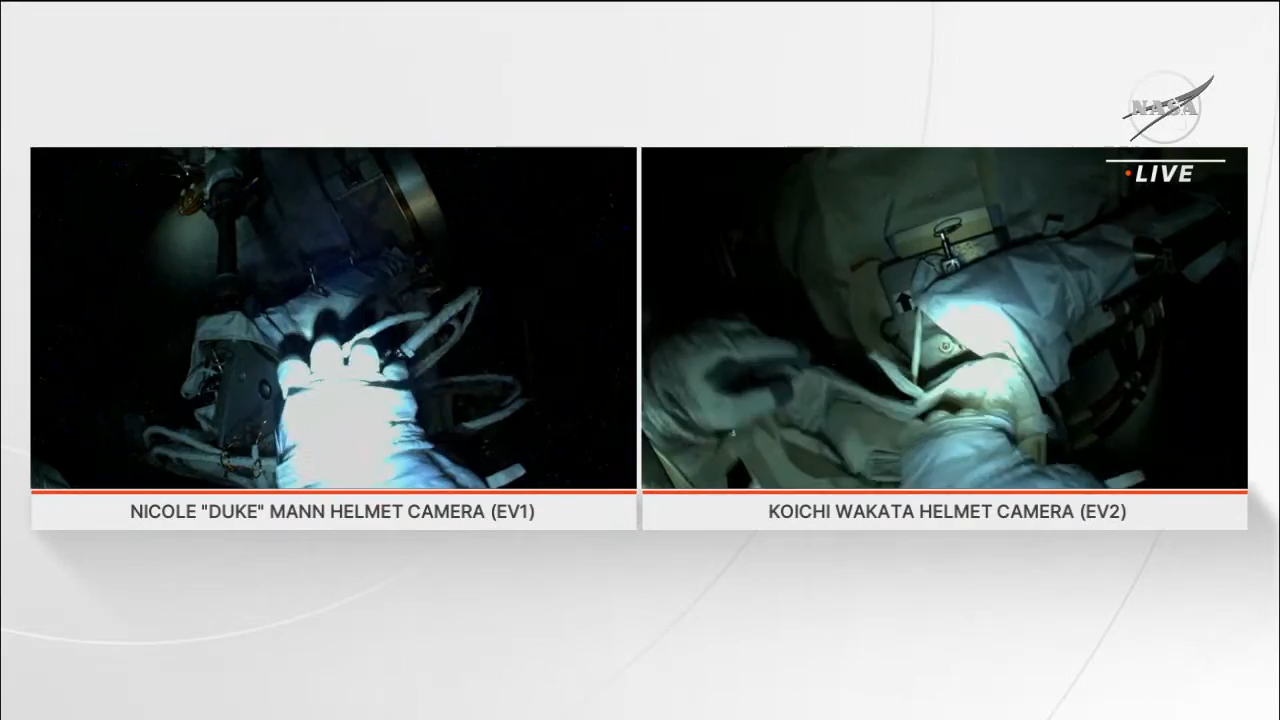 NASA
LIVE
NICOLE "DUKE" MANN HELMET CAMERA (EV1)
KOICHI WAKATA HELMET CAMERA (EV2)